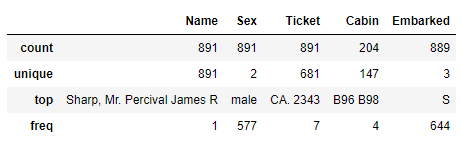 Name Sex Ticket Cabin Embarked
count 891 891 891 204 889
unique 891 2 681 147 3
top Sharp, Mr. Percival James R male CA. 2343 B96 B98 S
freq 1 577 7 4 644